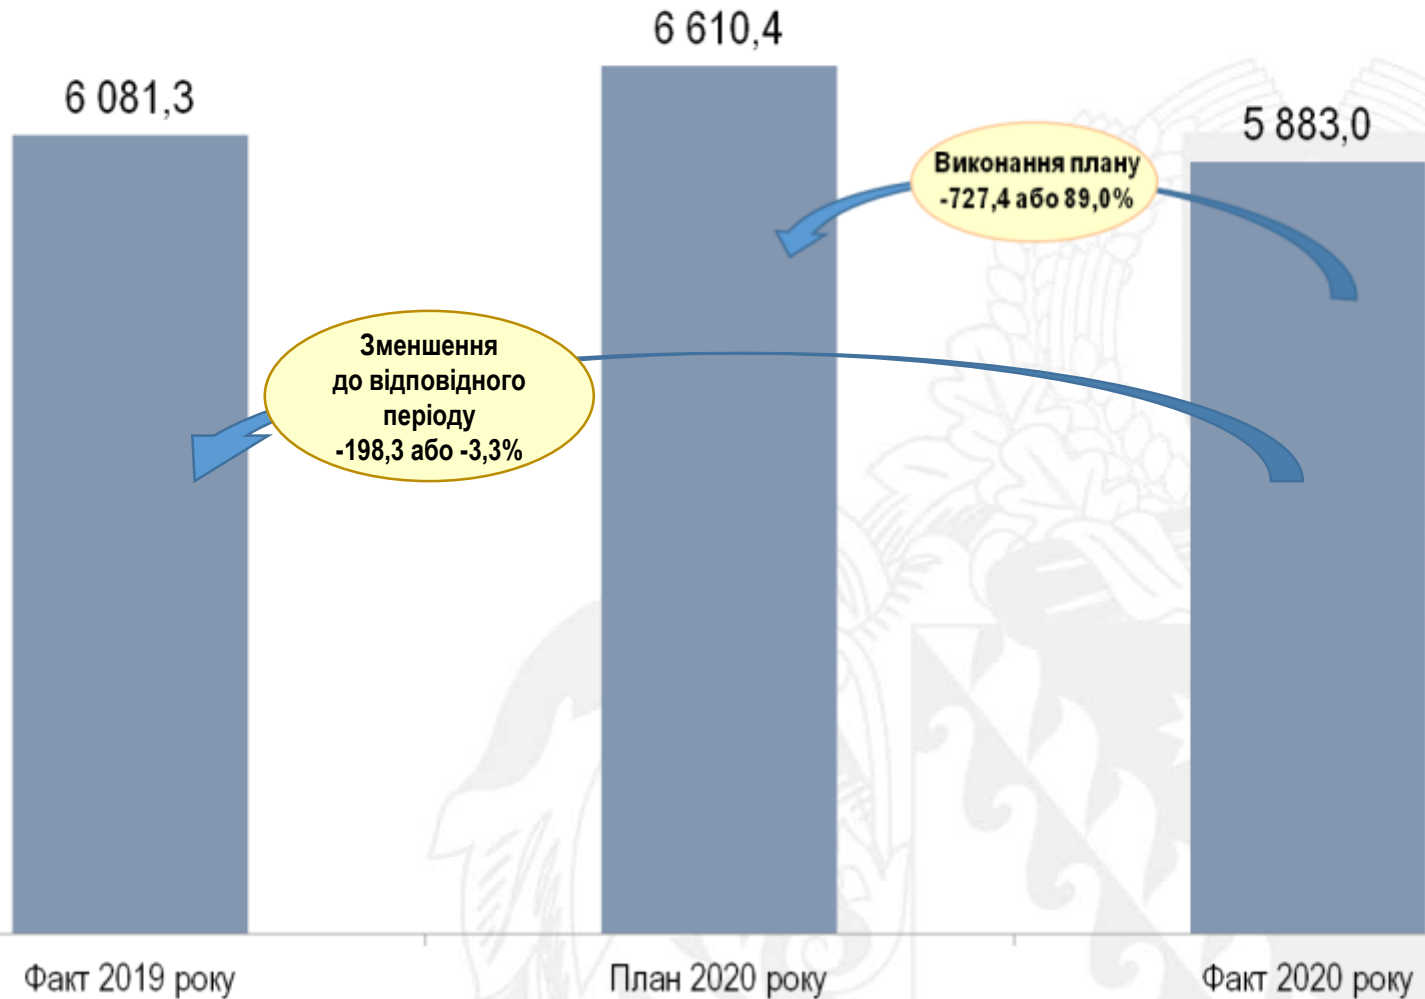 6 610,4
6 081,3
5 883,0
Виконання плану
-727,4 або 89,0%
Зменшення
до відповідного
періоду
-198,3 або -3,3%
Факт 2019 року
План 2020 року
Факт 2020 року